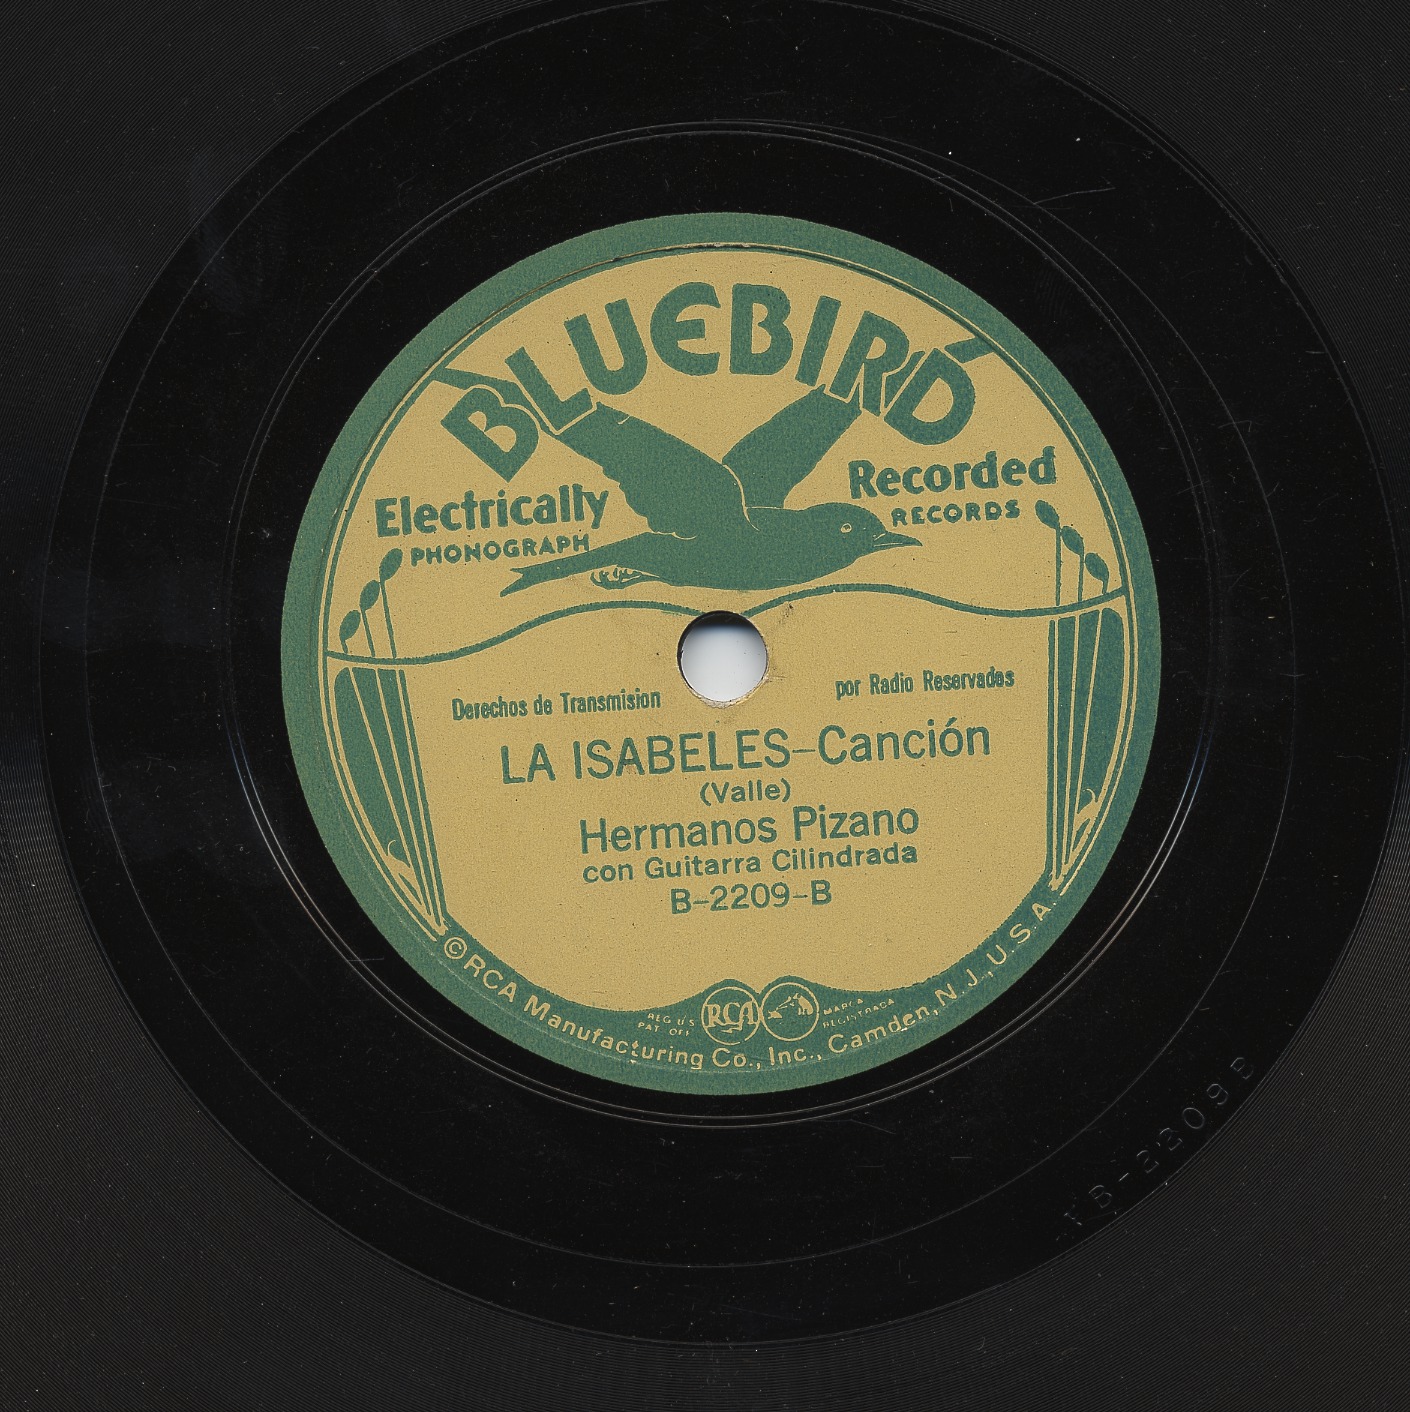 BLUEBIRD
Electrically Recorded
PHONOGRAPH RECORDS
Derechos de Transmision por Radio Reservados
LA ISABELES-Canción
(Valle)
Hermanos Pizano
con Guitarra Cilindrada
B-2209-B
REG U S PAT OFF RCA MARCA REGISTRADA
©RCA Manufacturing Co., Inc., Camden, N. J., U. S. A.
B-2209 B